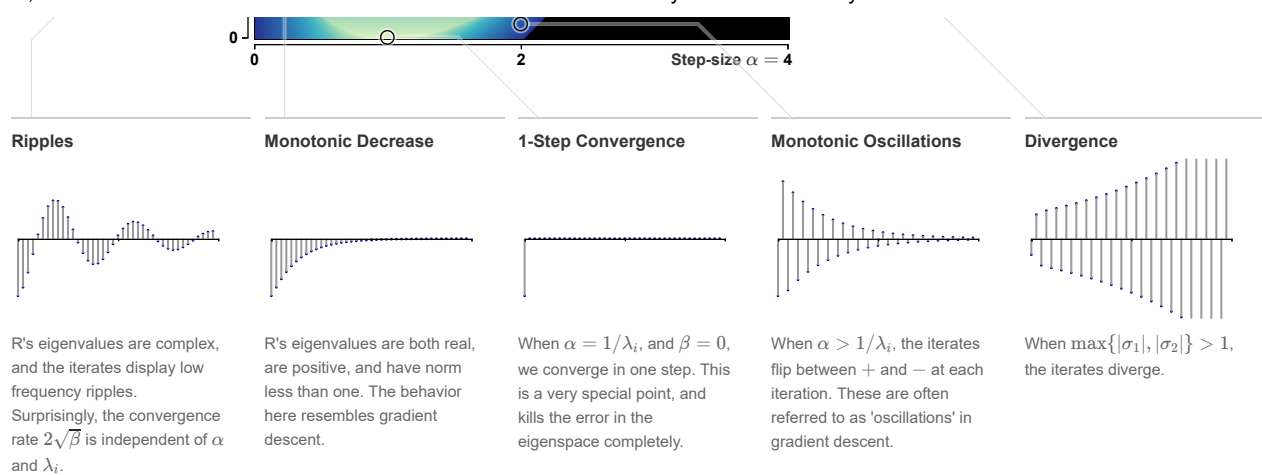 0
0 2 Step-size α = 4
Ripples
Monotonic Decrease
1-Step Convergence
Monotonic Oscillations
Divergence
R's eigenvalues are complex,
and the iterates display low
frequency ripples.
Surprisingly, the convergence
rate 2√β is independent of α
and λᵢ.
R's eigenvalues are both real,
are positive, and have norm
less than one. The behavior
here resembles gradient
descent.
When α = 1/λᵢ, and β = 0,
we converge in one step. This
is a very special point, and
kills the error in the
eigenspace completely.
When α > 1/λᵢ, the iterates
flip between + and − at each
iteration. These are often
referred to as 'oscillations' in
gradient descent.
When max{|σ₁|, |σ₂|} > 1,
the iterates diverge.